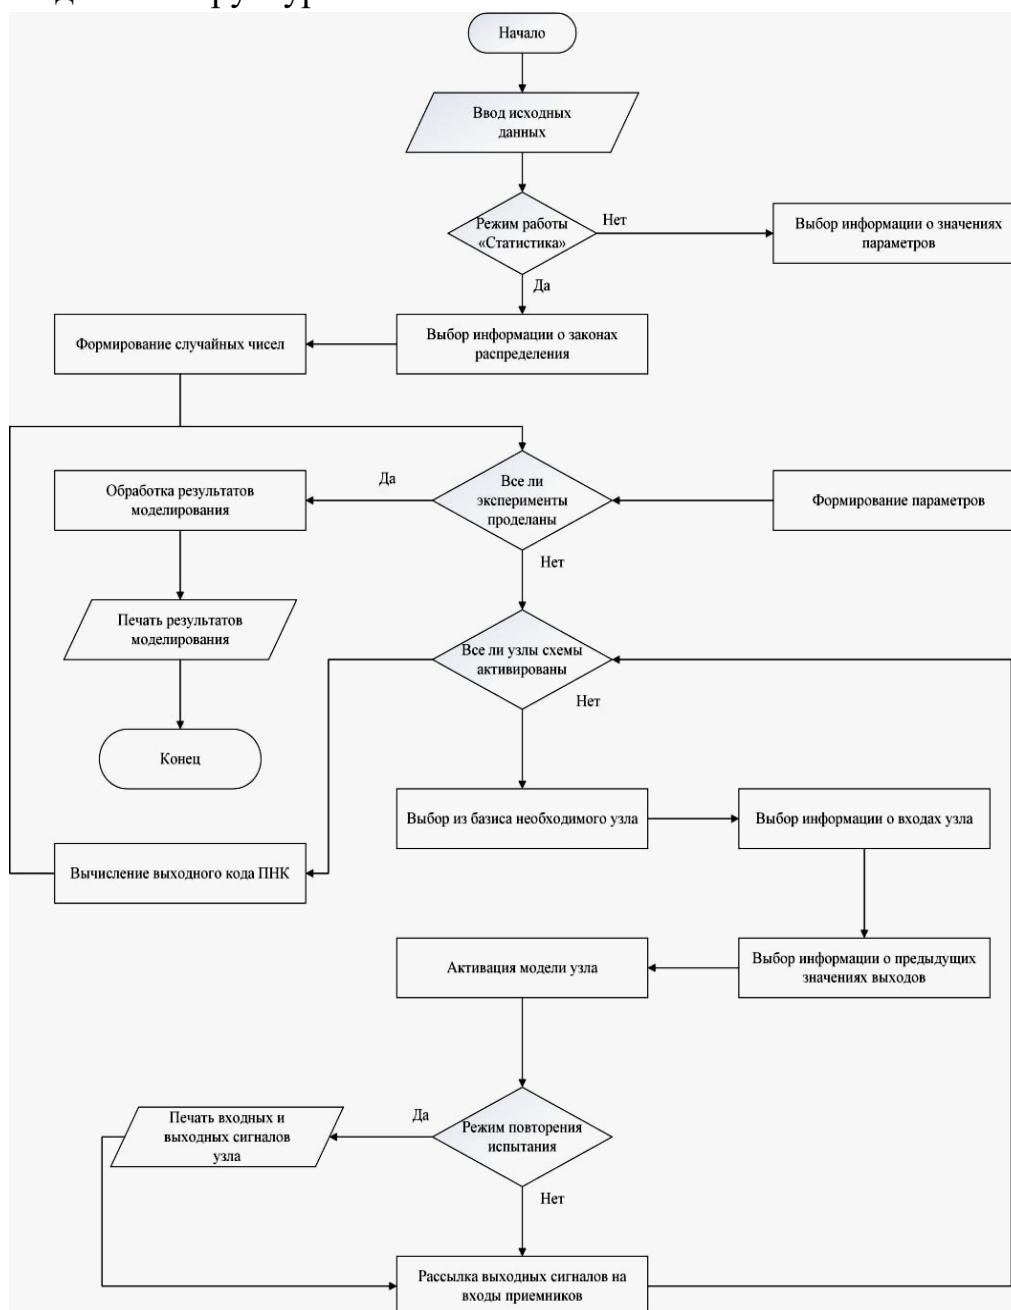 Начало
Ввод исходных
данных
Режим работы
«Статистика»
Нет
Выбор информации о значениях
параметров
Да
Формирование случайных чисел
Выбор информации о законах
распределения
Обработка результатов
моделирования
Да
Все ли
эксперименты
проделаны
Формирование параметров
Нет
Печать результатов
моделирования
Все ли узлы схемы
активированы
Нет
Конец
Выбор из базиса необходимого узла
Выбор информации о входах узла
Вычисление выходного кода ПНК
Активация модели узла
Выбор информации о предыдущих
значениях выходов
Печать входных и
выходных сигналов
узла
Да
Режим повторения
испытания
Нет
Рассылка выходных сигналов на
входы приемников